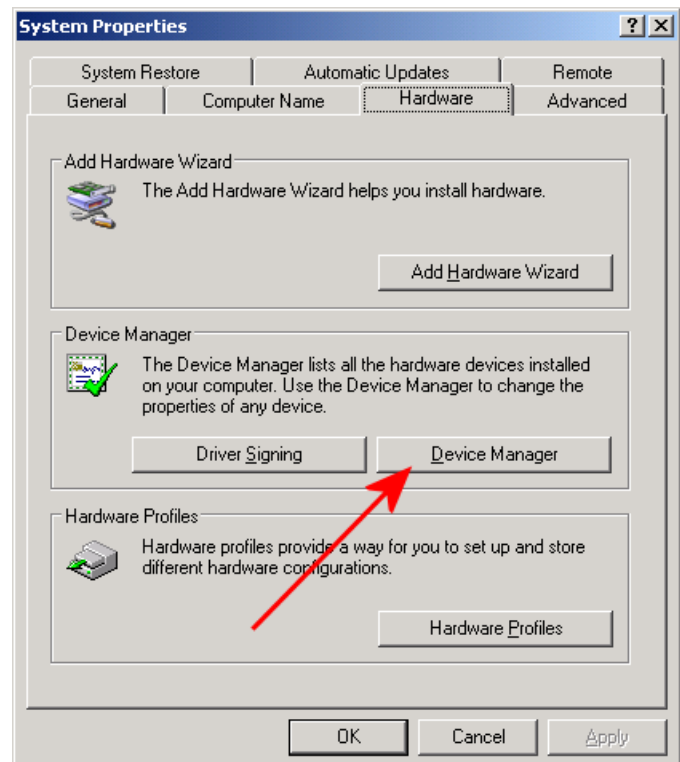 System Properties
System Restore Automatic Updates Remote
General Computer Name Hardware Advanced
Add Hardware Wizard
The Add Hardware Wizard helps you install hardware.
Add Hardware Wizard
Device Manager
The Device Manager lists all the hardware devices installed
on your computer. Use the Device Manager to change the
properties of any device.
Driver Signing Device Manager
Hardware Profiles
Hardware profiles provide a way for you to set up and store
different hardware configurations.
Hardware Profiles
OK Cancel Apply